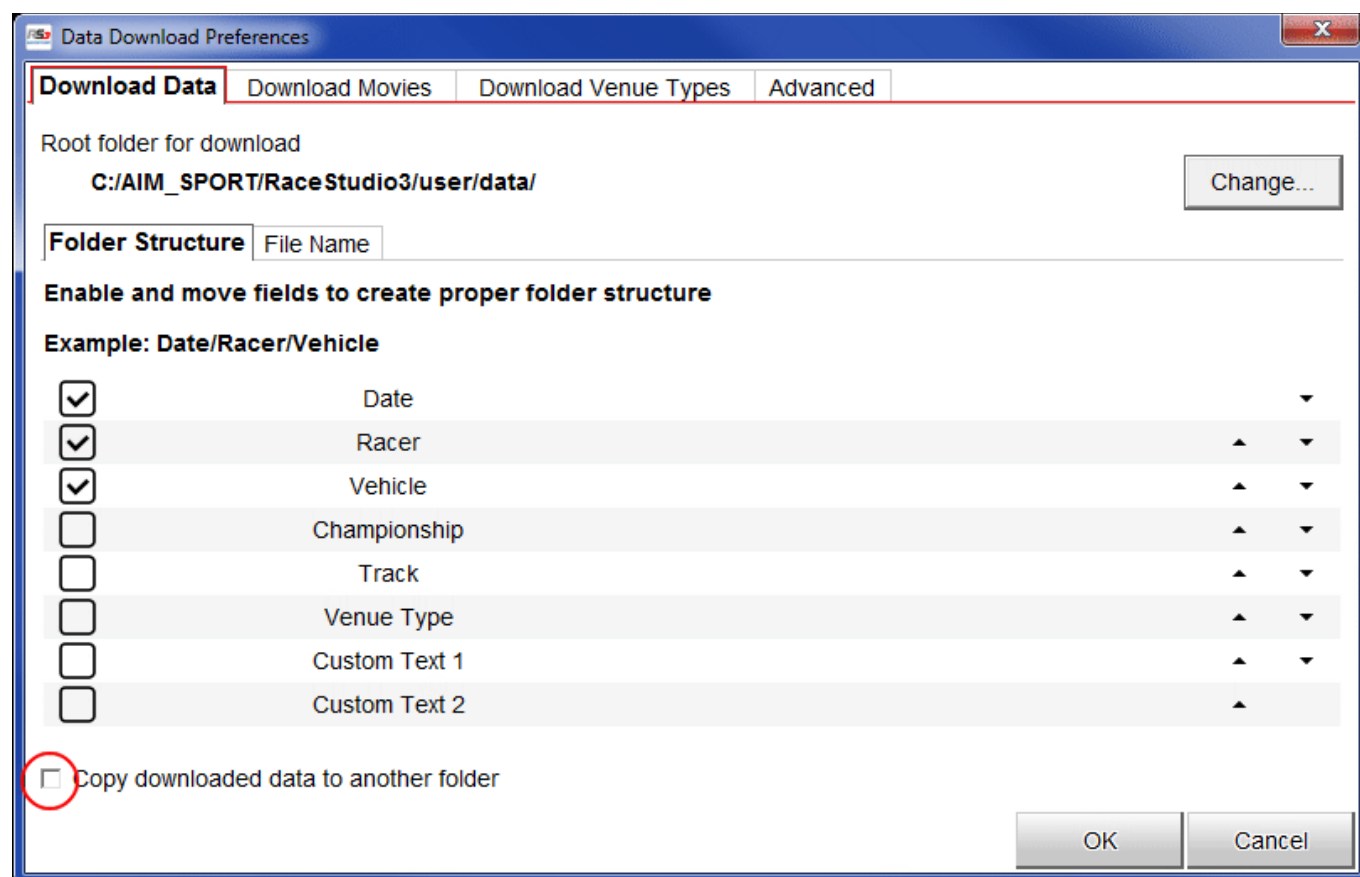 RS3 Data Download Preferences
Download Data Download Movies Download Venue Types Advanced
Root folder for download
C:/AIM_SPORT/RaceStudio3/user/data/
Change...
Folder Structure File Name
Enable and move fields to create proper folder structure
Example: Date/Racer/Vehicle
Date
Racer
Vehicle
Championship
Track
Venue Type
Custom Text 1
Custom Text 2
Copy downloaded data to another folder
OK Cancel